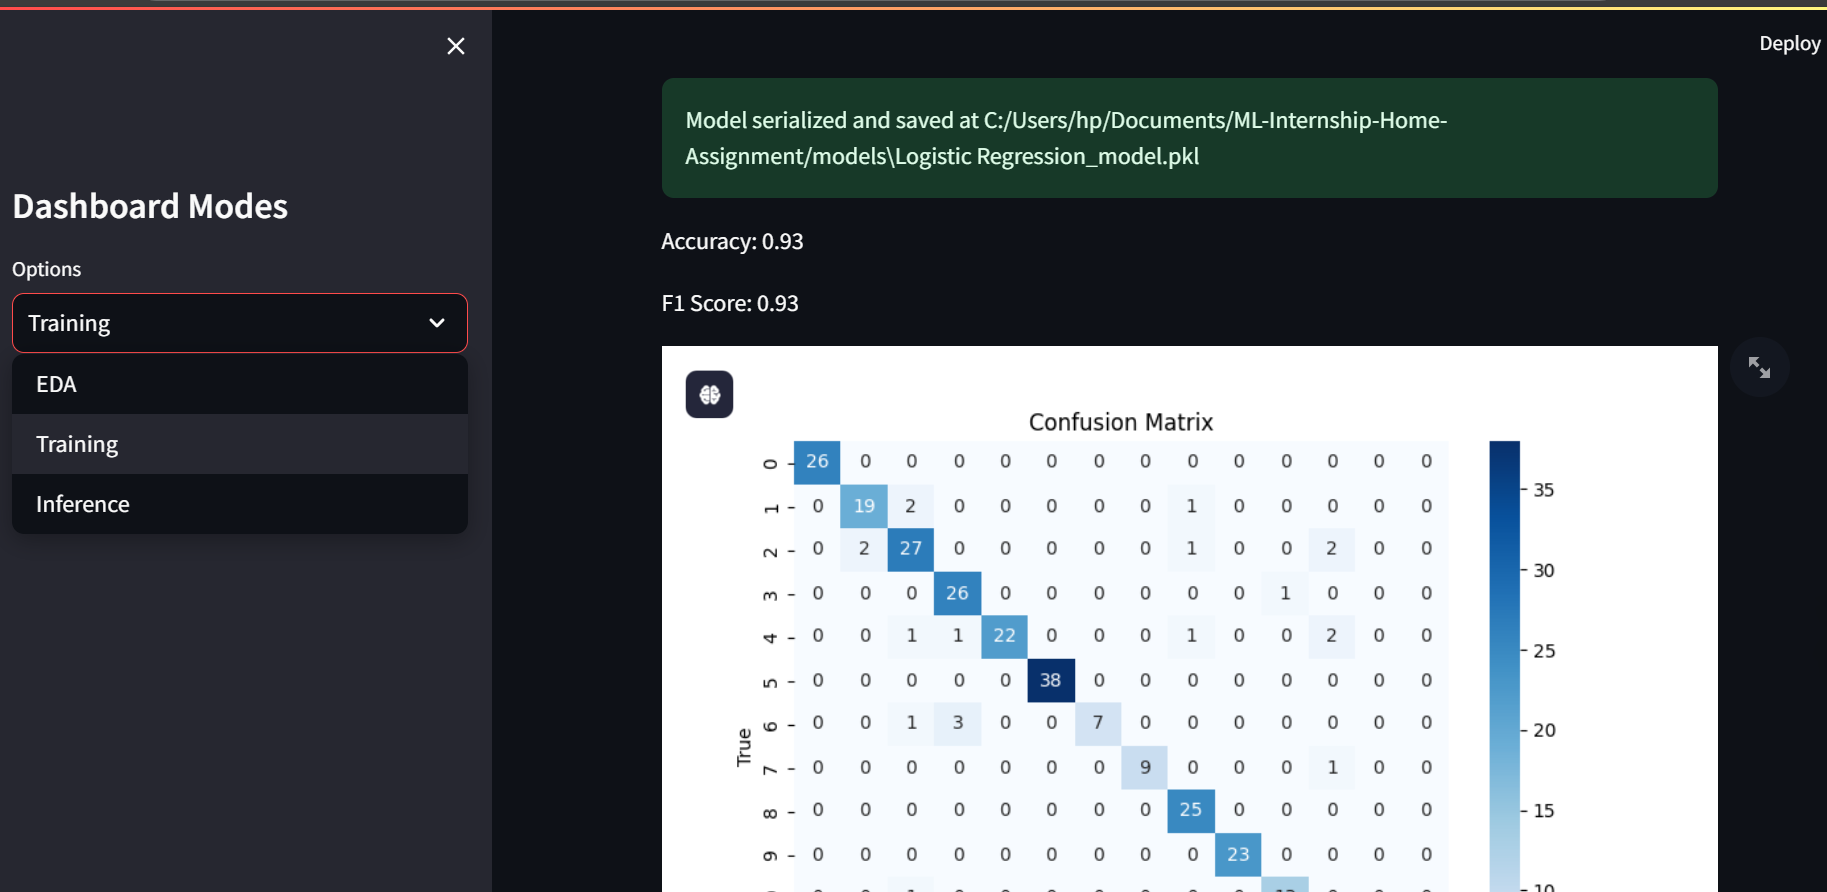 Deploy
Dashboard Modes
Options
Training
EDA
Training
Inference
Model serialized and saved at C:/Users/hp/Documents/ML-Internship-Home-
Assignment/models\Logistic Regression_model.pkl
Accuracy: 0.93
F1 Score: 0.93
Confusion Matrix
True
0 26 0 0 0 0 0 0 0 0 0 0 0 0 0
1 0 19 2 0 0 0 0 0 1 0 0 0 0 0
2 0 2 27 0 0 0 0 0 1 0 0 2 0 0
3 0 0 0 26 0 0 0 0 0 0 1 0 0 0
4 0 0 1 1 22 0 0 0 1 0 0 2 0 0
5 0 0 0 0 0 38 0 0 0 0 0 0 0 0
6 0 0 1 3 0 0 7 0 0 0 0 0 0 0
7 0 0 0 0 0 0 0 9 0 0 0 1 0 0
8 0 0 0 0 0 0 0 0 25 0 0 0 0 0
9 0 0 0 0 0 0 0 0 0 23 0 0 0 0
35
30
25
20
15
10